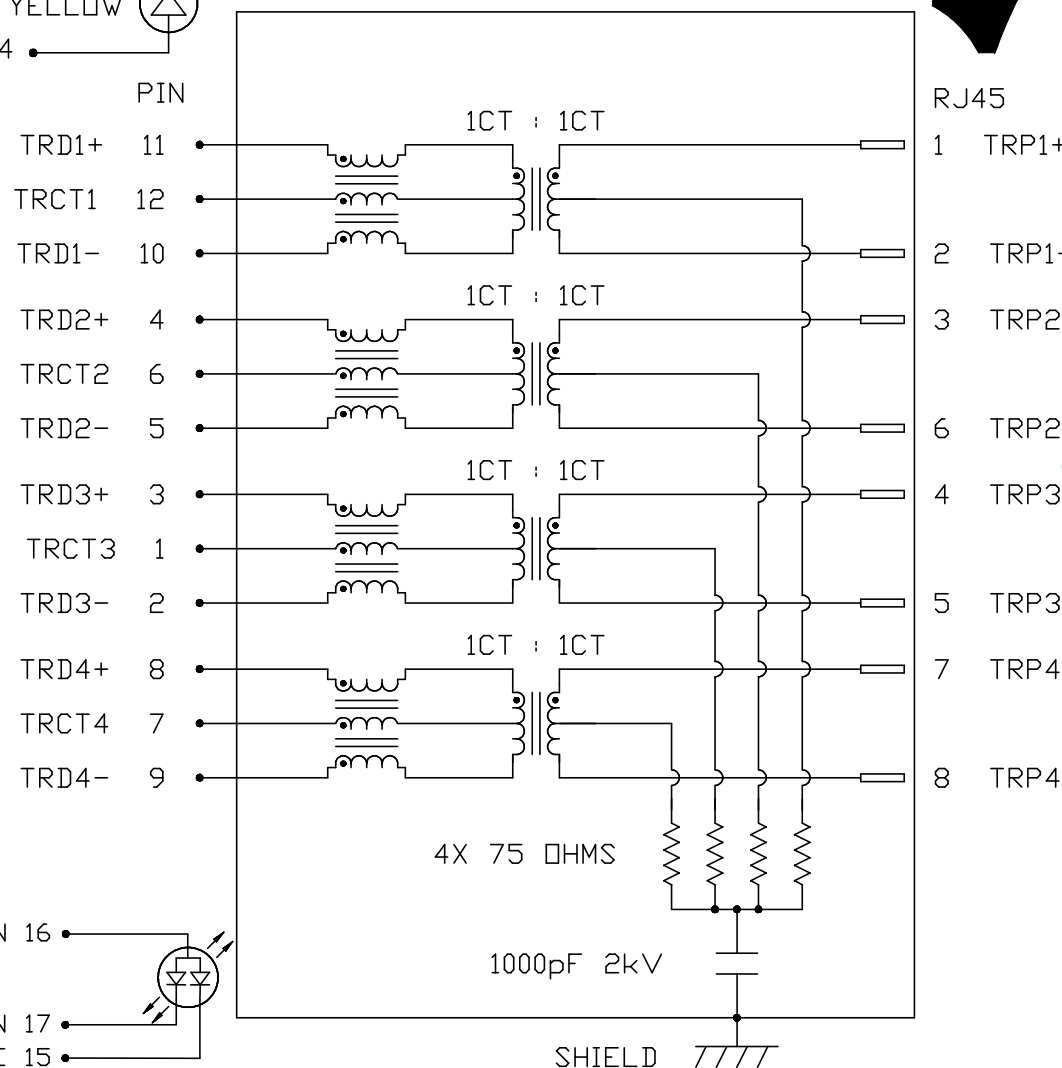 YELLOW
4
PIN
RJ45
1CT : 1CT
TRD1+ 11 1 TRP1+
TRCT1 12
TRD1- 10 2 TRP1-
1CT : 1CT
TRD2+ 4 3 TRP2
TRCT2 6
TRD2- 5 6 TRP2
1CT : 1CT
TRD3+ 3 4 TRP3
TRCT3 1
TRD3- 2 5 TRP3
1CT : 1CT
TRD4+ 8 7 TRP4
TRCT4 7
TRD4- 9 8 TRP4
4X 75 OHMS
N 16
1000pF 2kV
N 17
E 15
SHIELD